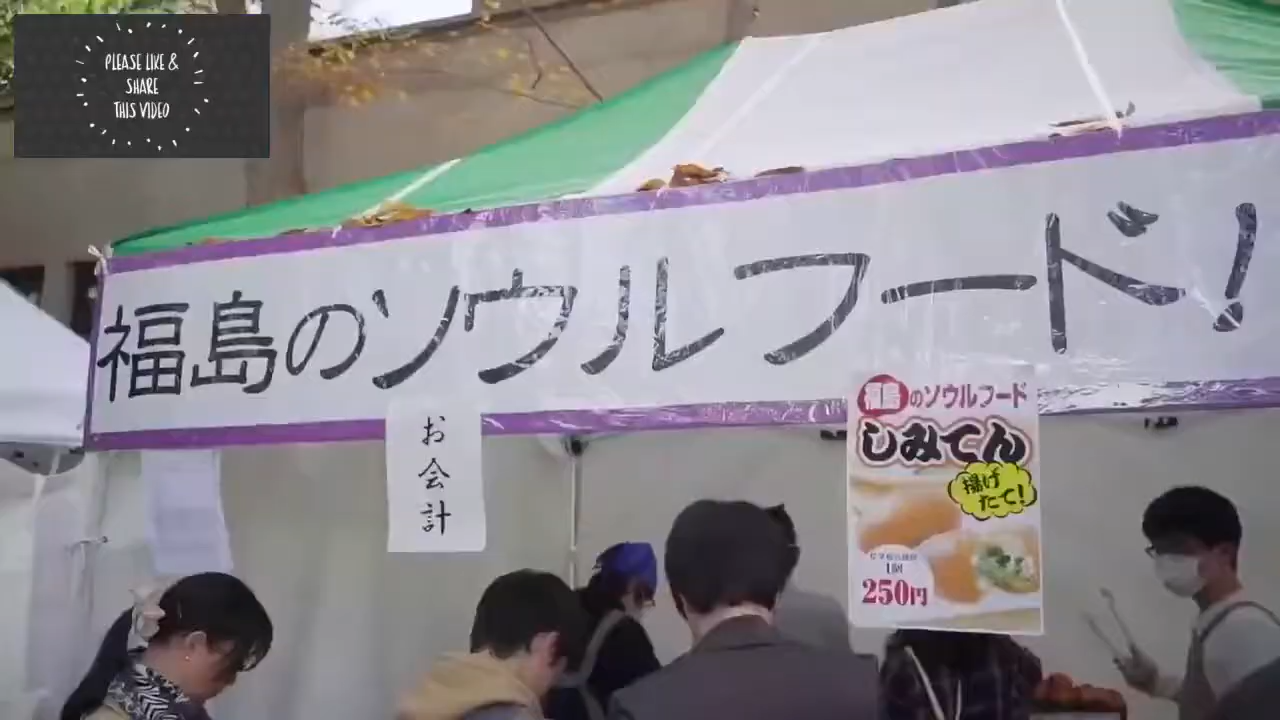 PLEASE LIKE &
SHARE
THIS VIDEO
福島のソウルフード!
お会計
福島のソウルフード
しみてん
揚げ
たて!
1個
250円